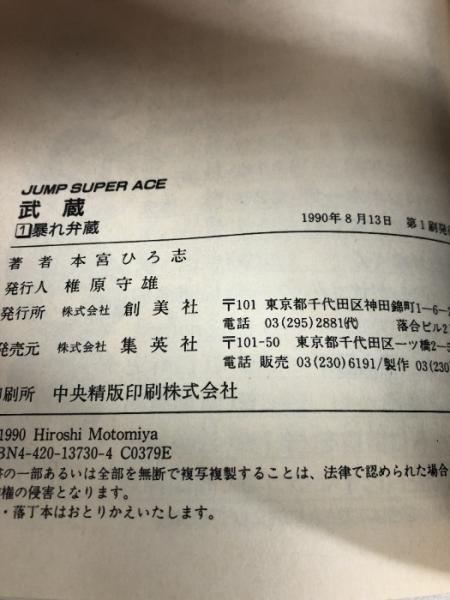 JUMP SUPER ACE
武蔵
1暴れ弁蔵
1990年8月13日 第1刷発
著者 本宮ひろ志
発行人 椎原守雄
発行所 株式会社 創美社 〒101 東京都千代田区神田錦町1-6-
電話 03(295)2881(代) 落合ビル2
発売元 株式会社 集英社 〒101-50 東京都千代田区一ツ橋2-
電話 販売 03(230)6191/製作 03(230)
印刷所 中央精版印刷株式会社
1990 Hiroshi Motomiya
BN4-420-13730-4 C0379E
の一部あるいは全部を無断で複写複製することは、法律で認められた場合
権の侵害となります。
・落丁本はおとりかえいたします。